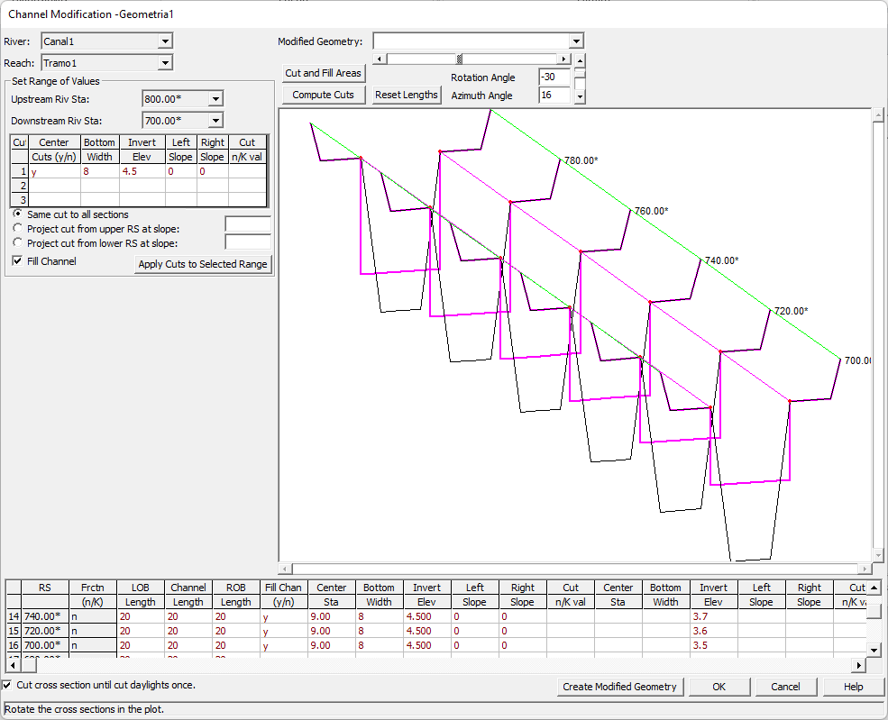 Channel Modification -Geometria1
River: Canal1
Reach: Tramo1
Modified Geometry:
Cut and Fill Areas
Compute Cuts
Reset Lengths
Rotation Angle -30
Azimuth Angle 16
Set Range of Values
Upstream Riv Sta: 800.00*
Downstream Riv Sta: 700.00*
Center Bottom Invert Left Right Cut
Cuts (y/n) Width Elev Slope Slope n/K val
1 y 8 4.5 0 0
2
3
Same cut to all sections
Project cut from upper RS at slope:
Project cut from lower RS at slope:
Fill Channel
Apply Cuts to Selected Range
780.00*
760.00*
740.00*
720.00*
RS Frctn LOB Channel ROB Fill Chan Center Bottom Invert Left Right Cut Center Bottom Invert Left Right Cut
(n/K) Length Length Length (y/n) Sta Width Elev Slope Slope n/K val Sta Width Elev Slope Slope
14 740.00* n 20 20 20 y 9.00 8 4.500 0 0 3.7
15 720.00* n 20 20 20 y 9.00 8 4.500 0 0 3.6
16 700.00* n 20 20 20 y 9.00 8 4.500 0 0 3.5
Cut cross section until cut daylights once.
Create Modified Geometry
OK
Cancel
Help
Rotate the cross sections in the plot.